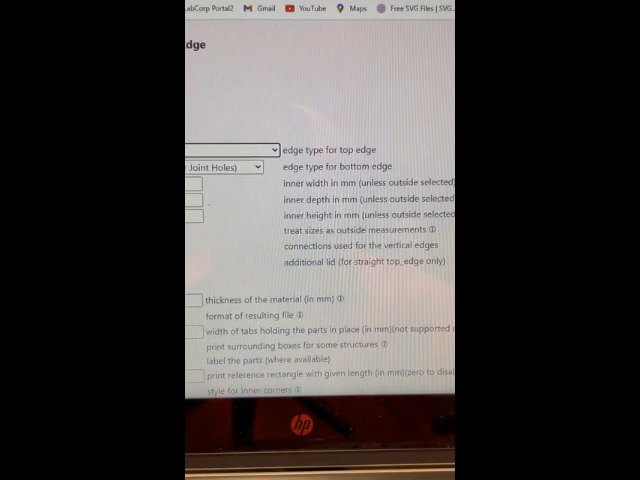 abCorp Portal2 Gmail YouTube Maps Free SVG Files | SVG...
dge
edge type for top edge
Joint Holes) edge type for bottom edge
inner width in mm (unless outside selected)
inner depth in mm (unless outside selected
inner height in mm (unless outside selected
treat sizes as outside measurements
connections used for the vertical edges
additional lid (for straight top_edge only)
thickness of the material (in mm)
format of resulting file
width of tabs holding the parts in place (in mm)(not supported
print surrounding boxes for some structures
label the parts (where available)
print reference rectangle with given length (in mm)(zero to disa
style for inner corners
hp